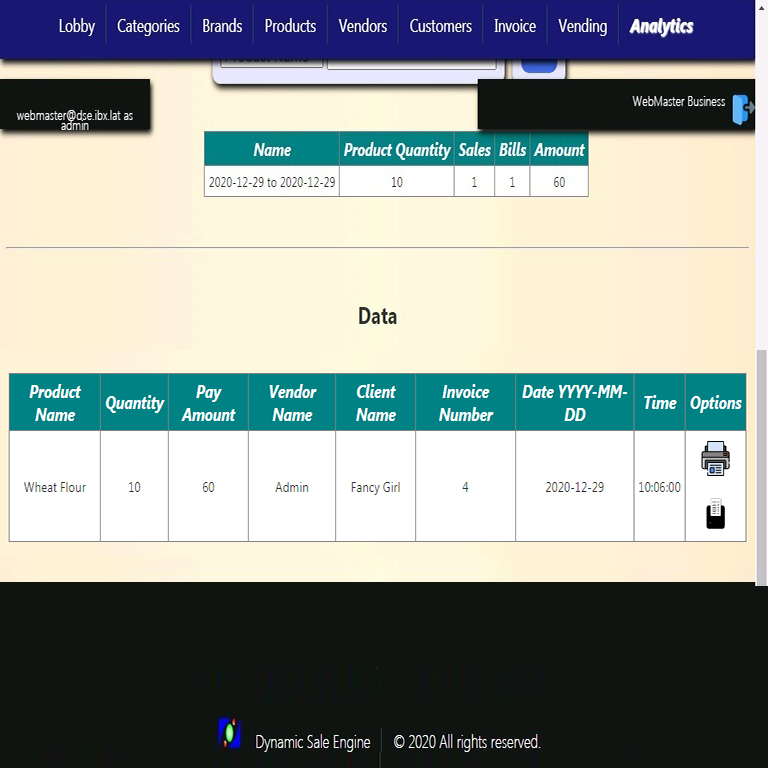 Lobby Categories Brands Products Vendors Customers Invoice Vending Analytics
webmaster@dse.ibx.lat as
admin
WebMaster Business
Name Product Quantity Sales Bills Amount
2020-12-29 to 2020-12-29 10 1 1 60
Data
Product Name Quantity Pay Amount Vendor Name Client Name Invoice Number Date YYYY-MM-DD Time Options
Wheat Flour 10 60 Admin Fancy Girl 4 2020-12-29 10:06:00
Dynamic Sale Engine © 2020 All rights reserved.